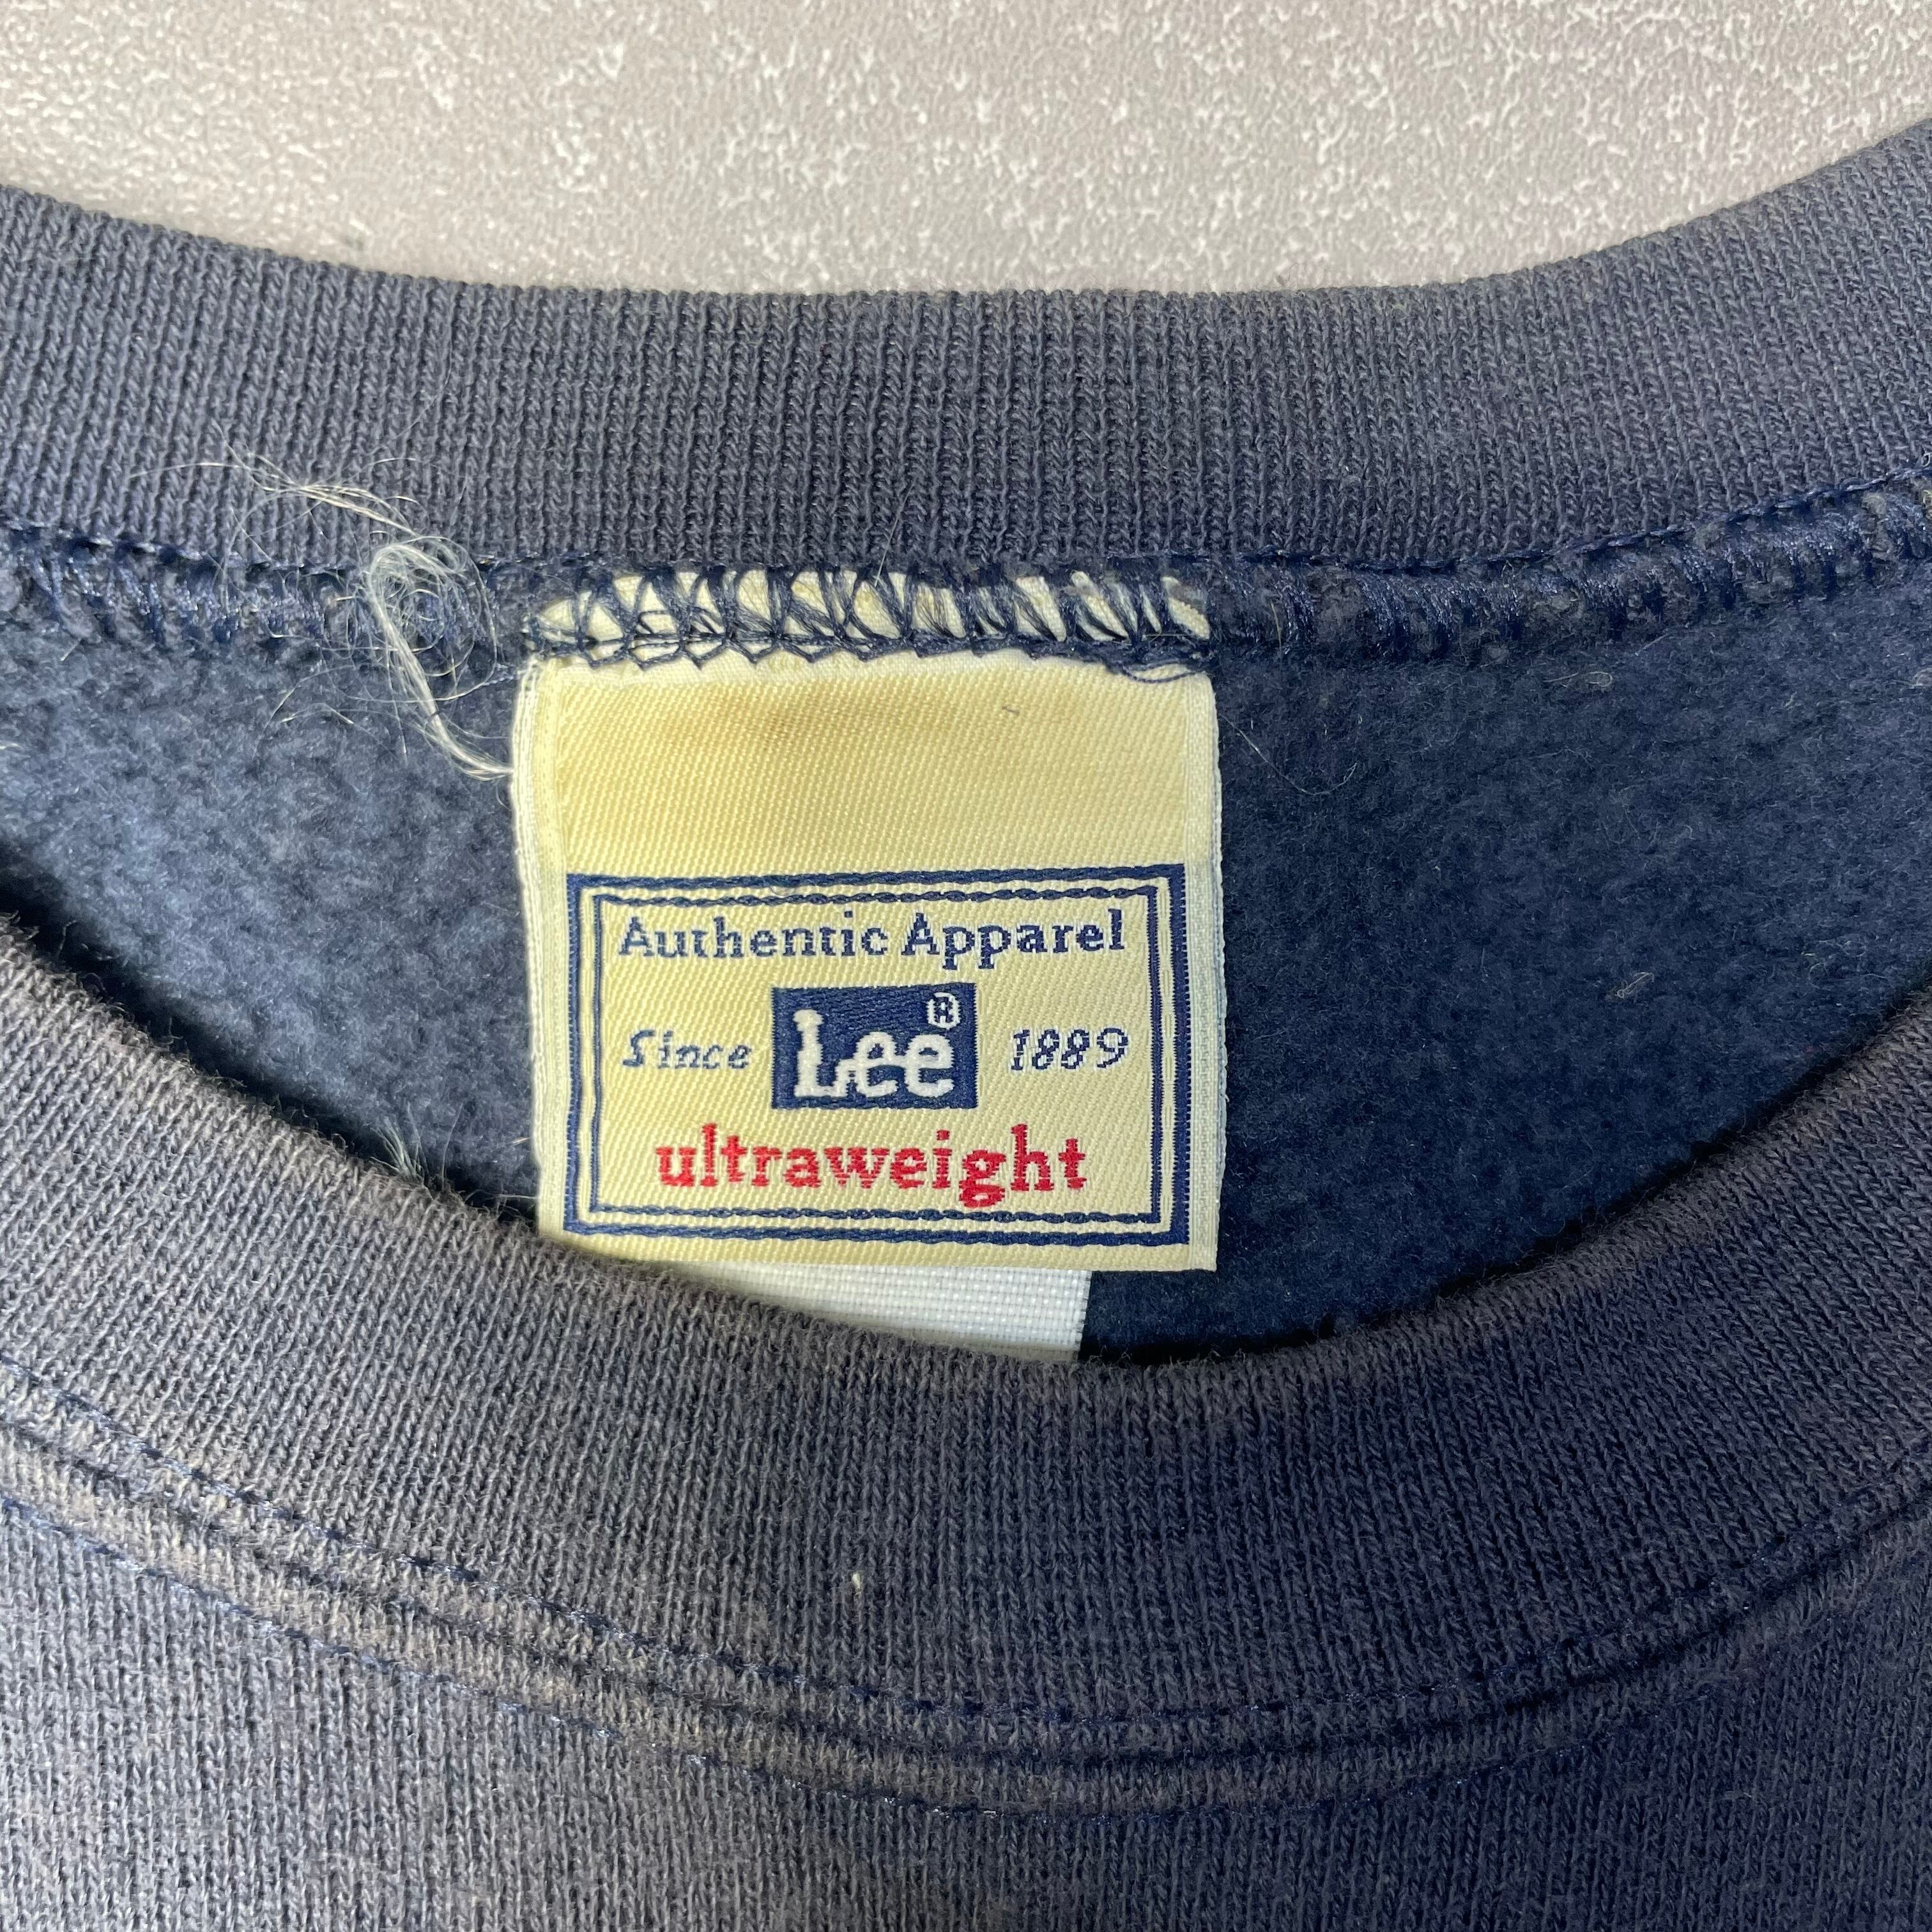 Authentic Apparel
Since Lee® 1889
ultraweight